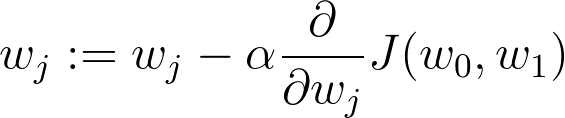 w_j := w_j − α ∂/∂w_j J(w_0, w_1)